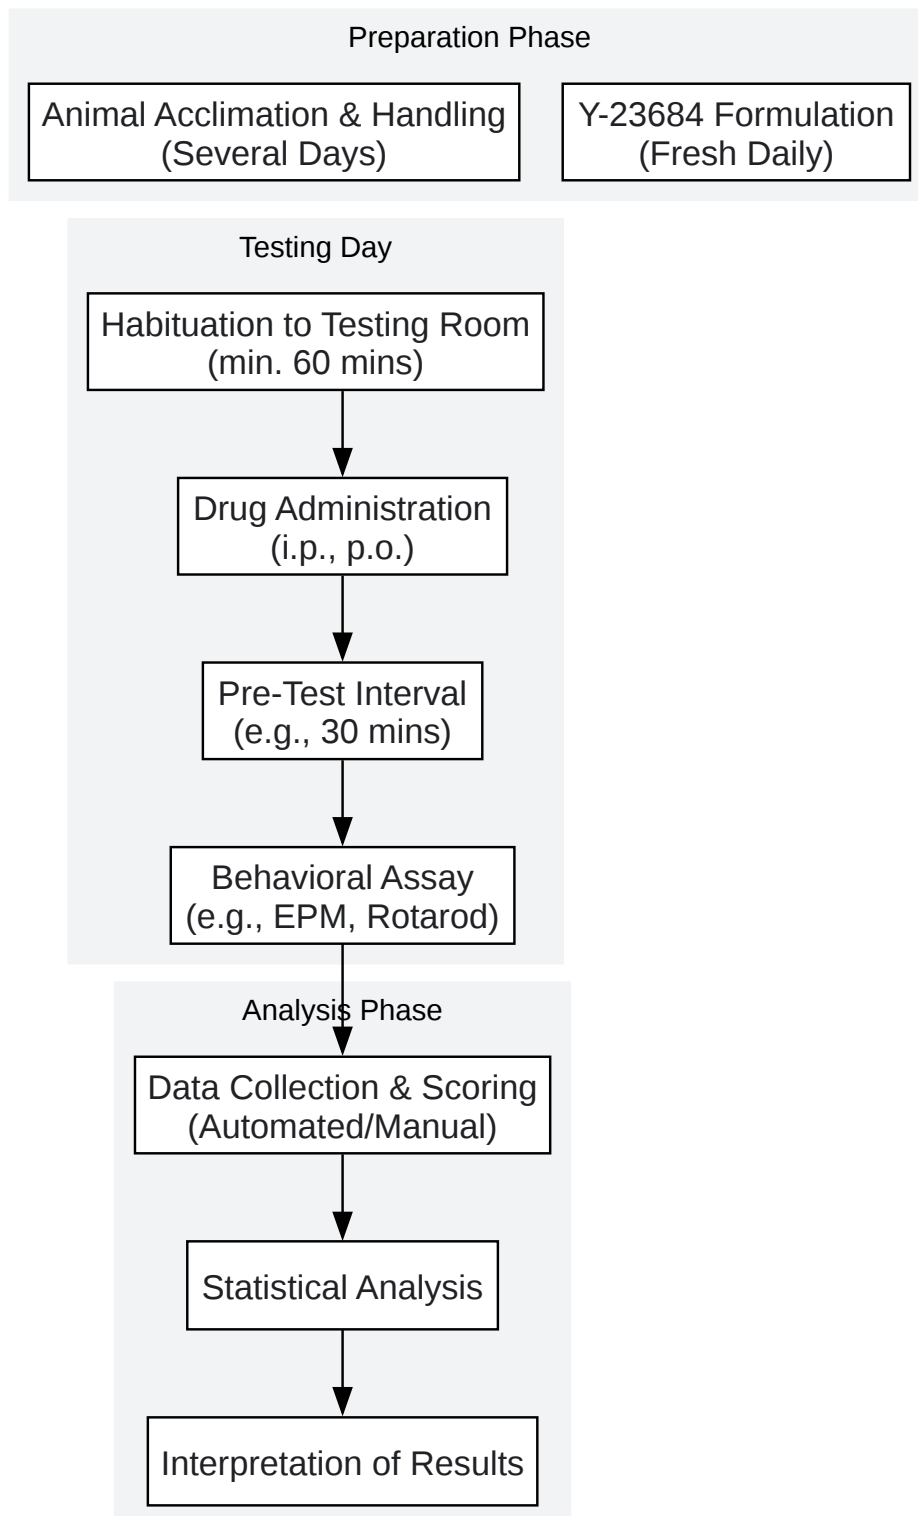 Preparation Phase
Animal Acclimation & Handling
(Several Days)
Y-23684 Formulation
(Fresh Daily)
Testing Day
Habituation to Testing Room
(min. 60 mins)
Drug Administration
(i.p., p.o.)
Pre-Test Interval
(e.g., 30 mins)
Behavioral Assay
(e.g., EPM, Rotarod)
Analysis Phase
Data Collection & Scoring
(Automated/Manual)
Statistical Analysis
Interpretation of Results